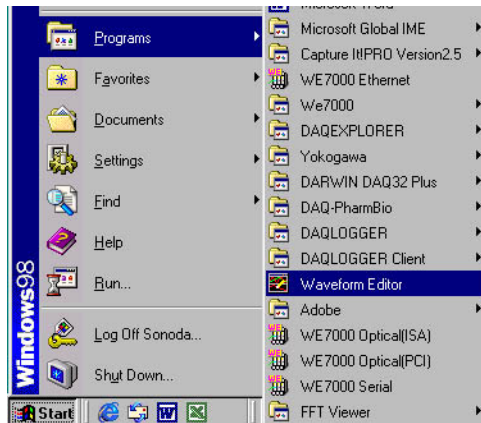 Programs
Favorites
Documents
Settings
Find
Help
Run...
Log Off Sonoda...
Shut Down...
Windows98
Start
Microsoft Global IME
Capture It!PRO Version2.5
WE7000 Ethernet
We7000
DAQEXPLORER
Yokogawa
DARWIN DAQ32 Plus
DAQ-PharmBio
DAQLOGGER
DAQLOGGER Client
Waveform Editor
Adobe
WE7000 Optical(ISA)
WE7000 Optical(PCI)
WE7000 Serial
FFT Viewer